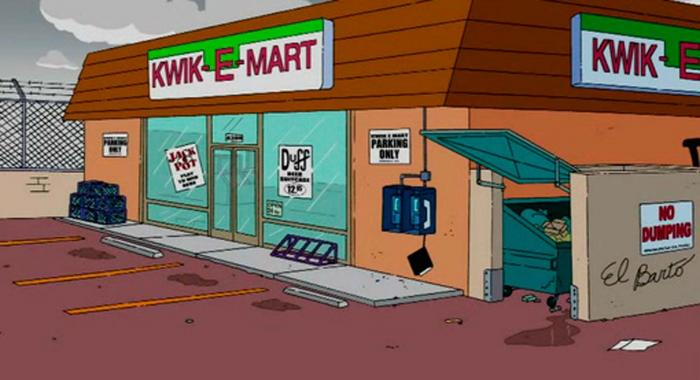 KWIK-E-MART
KWIK-E
PARKING
ONLY
JACK
POT
Duff
BEER
SUITCASE
12.95
KWIK E MART
PARKING
ONLY
NO
DUMPING
El Barto